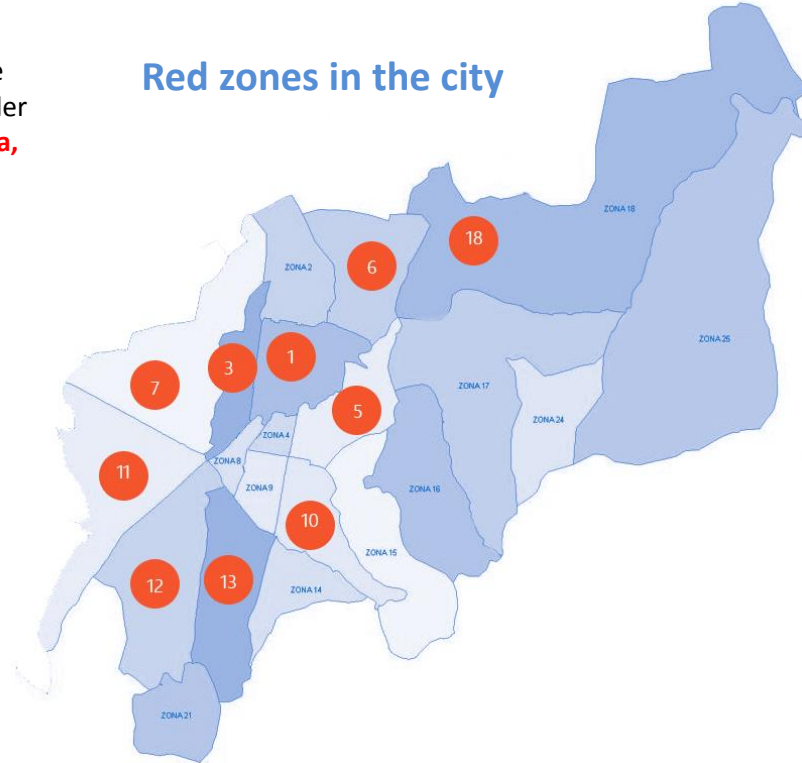 Red zones in the city
e
ler
a,
ZONA 18
18
6
ZONA 2
ZONA 25
1
3
7
ZONA 17
5
ZONA 24
ZONA 4
ZONA 8
11
ZONA 9
ZONA 16
10
ZONA 15
12
13
ZONA 14
ZONA 21